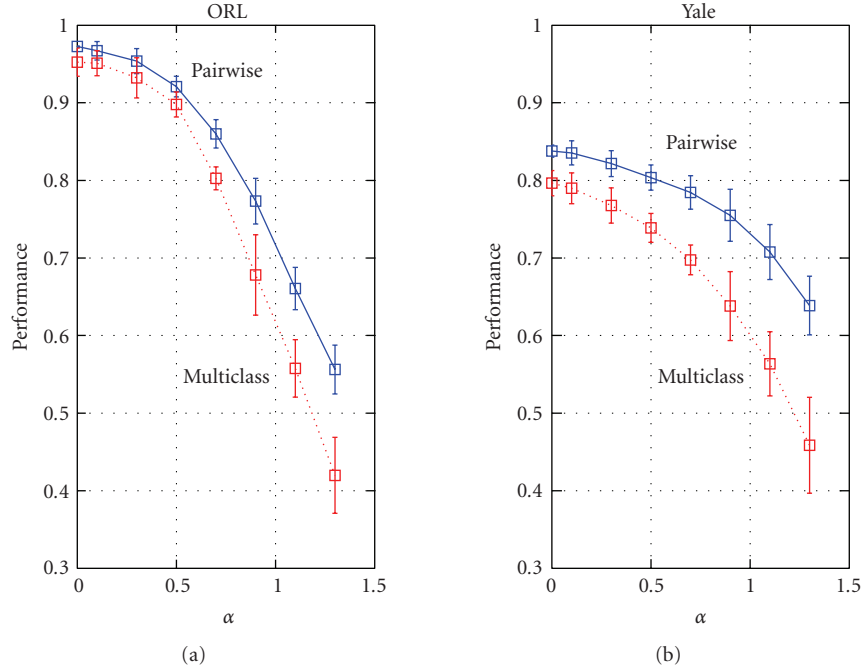 ORL
1
0.9
0.8
0.7
0.6
0.5
0.4
0.3
Performance
Pairwise
Multiclass
0 0.5 1 1.5
α
(a)
Yale
1
0.9
0.8
0.7
0.6
0.5
0.4
0.3
Performance
Pairwise
Multiclass
0 0.5 1 1.5
α
(b)